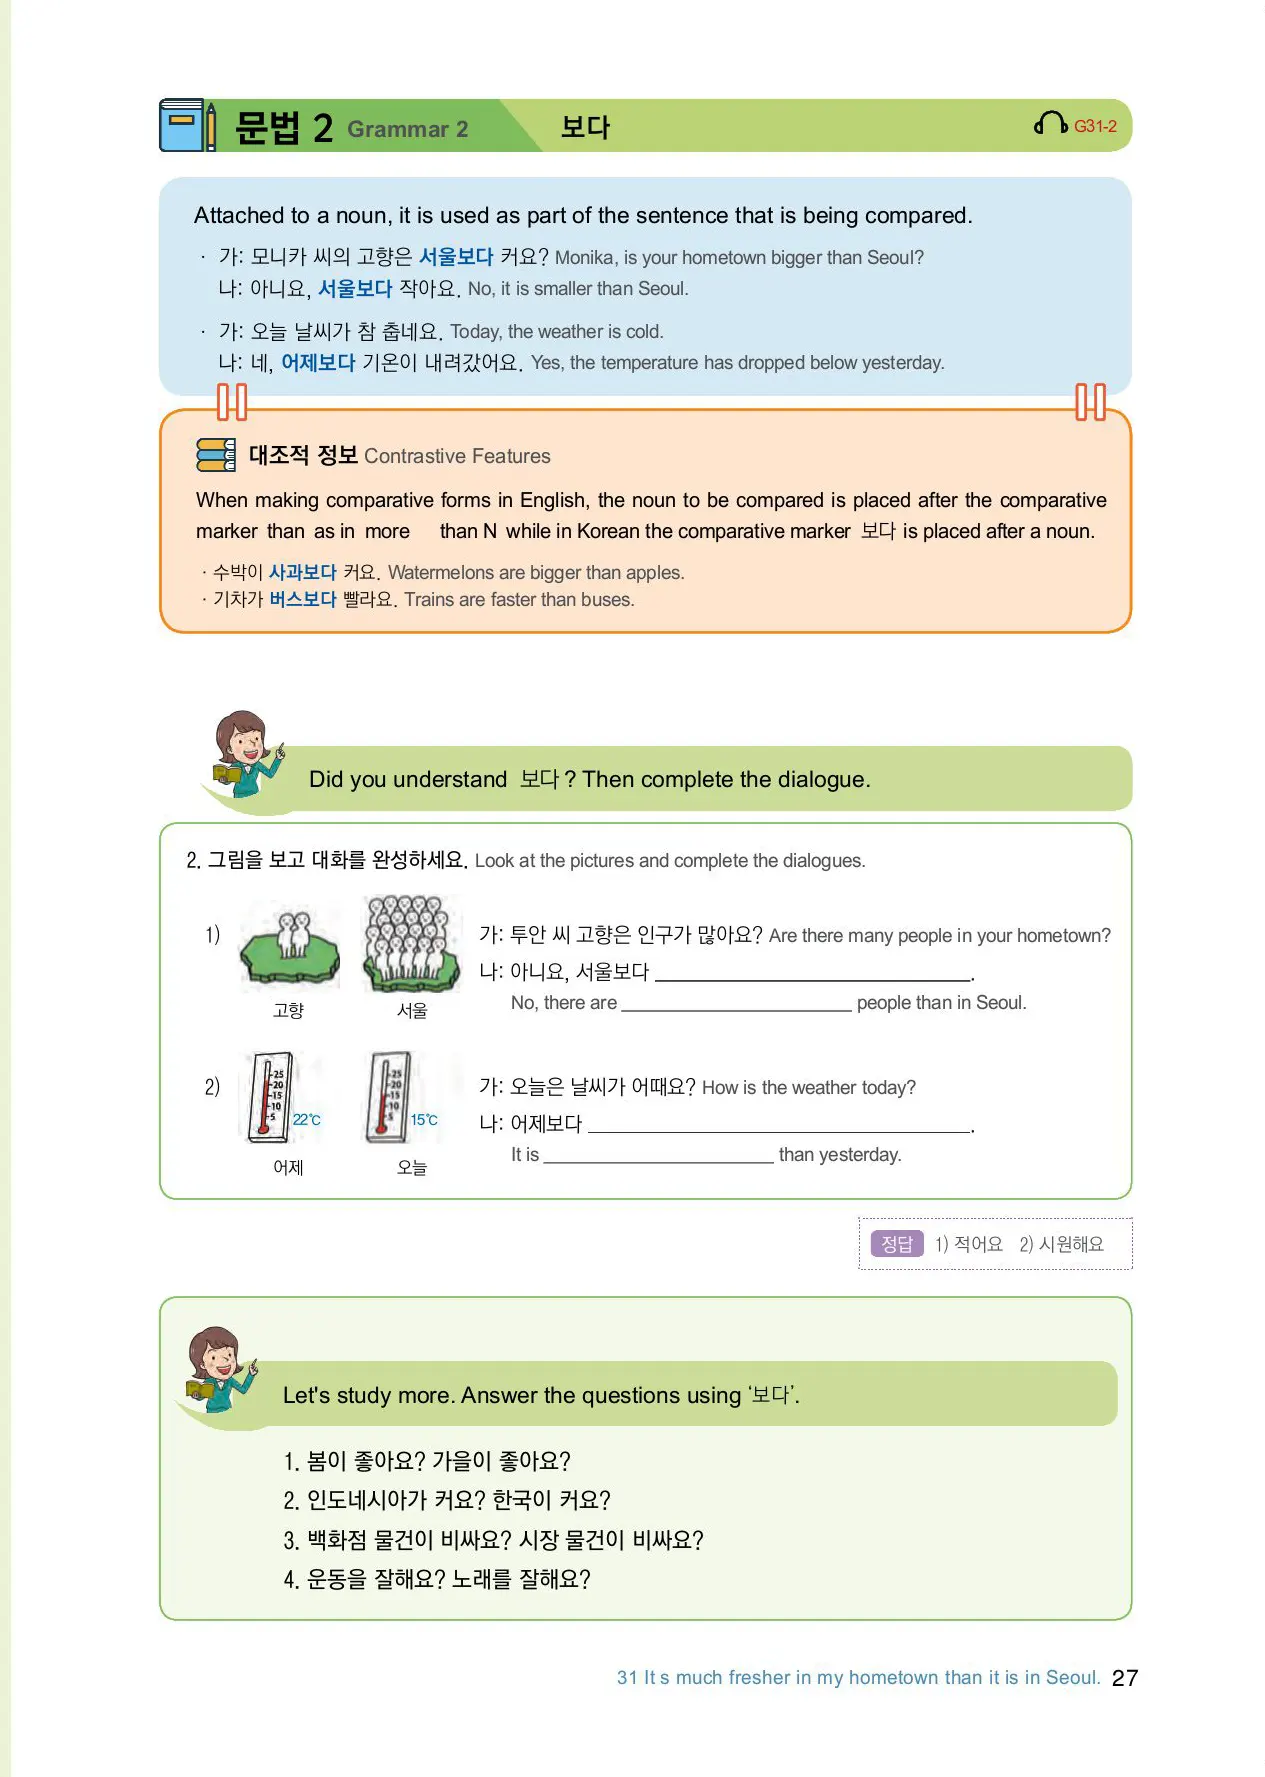 문법 2 Grammar 2 보다 G31-2
Attached to a noun, it is used as part of the sentence that is being compared.
· 가: 모니카 씨의 고향은 서울보다 커요? Monika, is your hometown bigger than Seoul?
나: 아니요, 서울보다 작아요. No, it is smaller than Seoul.
· 가: 오늘 날씨가 참 춥네요. Today, the weather is cold.
나: 네, 어제보다 기온이 내려갔어요. Yes, the temperature has dropped below yesterday.
대조적 정보 Contrastive Features
When making comparative forms in English, the noun to be compared is placed after the comparative
marker than as in more than N while in Korean the comparative marker 보다 is placed after a noun.
· 수박이 사과보다 커요. Watermelons are bigger than apples.
· 기차가 버스보다 빨라요. Trains are faster than buses.
Did you understand 보다 ? Then complete the dialogue.
2. 그림을 보고 대화를 완성하세요. Look at the pictures and complete the dialogues.
1) 가: 투안 씨 고향은 인구가 많아요? Are there many people in your hometown?
나: 아니요, 서울보다 ______________________________.
No, there are ______________________ people than in Seoul.
고향 서울
2) 가: 오늘은 날씨가 어때요? How is the weather today?
25
20
15
10
5
22℃
25
20
15
10
5
15℃
나: 어제보다 ____________________________________.
It is ______________________ than yesterday.
어제 오늘
정답 1) 적어요 2) 시원해요
Let's study more. Answer the questions using ‘보다’.
1. 봄이 좋아요? 가을이 좋아요?
2. 인도네시아가 커요? 한국이 커요?
3. 백화점 물건이 비싸요? 시장 물건이 비싸요?
4. 운동을 잘해요? 노래를 잘해요?
31 It s much fresher in my hometown than it is in Seoul. 27